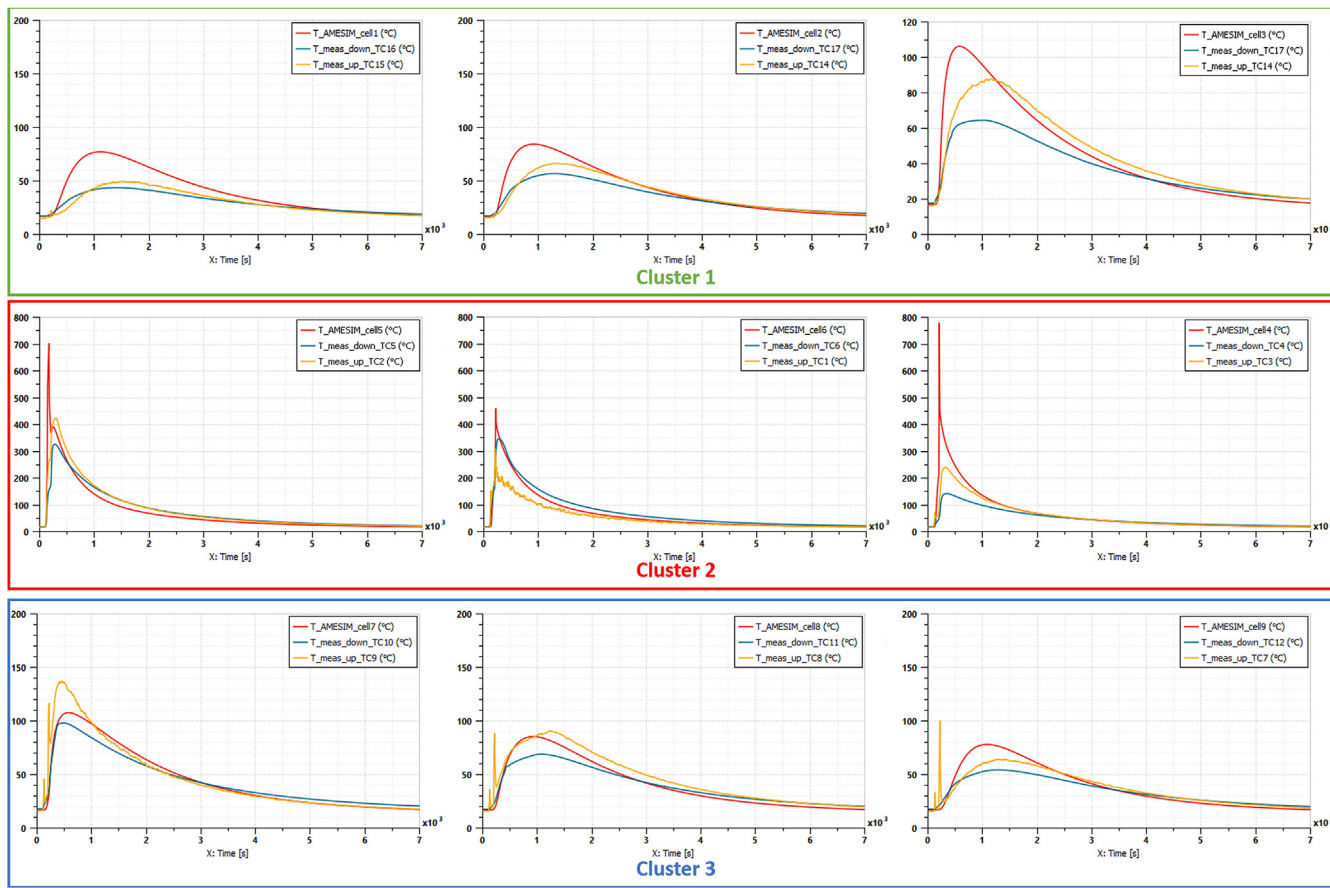 200
150
100
50
0
T_AMESIM_cell1 (°C)
T_meas_down_TC16 (°C)
T_meas_up_TC15 (°C)
0 1 2 3 4 5 6 7
x10³
X: Time [s]
200
150
100
50
0
T_AMESIM_cell2 (°C)
T_meas_down_TC17 (°C)
T_meas_up_TC14 (°C)
0 1 2 3 4 5 6 7
x10³
X: Time [s]
120
100
80
60
40
20
0
T_AMESIM_cell3 (°C)
T_meas_down_TC17 (°C)
T_meas_up_TC14 (°C)
0 1 2 3 4 5 6 7
x10
X: Time [s]
Cluster 1
800
700
600
500
400
300
200
100
0
T_AMESIM_cell5 (°C)
T_meas_down_TC5 (°C)
T_meas_up_TC2 (°C)
0 1 2 3 4 5 6 7
x10³
X: Time [s]
800
700
600
500
400
300
200
100
0
T_AMESIM_cell6 (°C)
T_meas_down_TC6 (°C)
T_meas_up_TC1 (°C)
0 1 2 3 4 5 6 7
x10³
X: Time [s]
800
700
600
500
400
300
200
100
0
T_AMESIM_cell4 (°C)
T_meas_down_TC4 (°C)
T_meas_up_TC3 (°C)
0 1 2 3 4 5 6 7
x10
X: Time [s]
Cluster 2
200
150
100
50
0
T_AMESIM_cell7 (°C)
T_meas_down_TC10 (°C)
T_meas_up_TC9 (°C)
0 1 2 3 4 5 6 7
x10³
X: Time [s]
200
150
100
50
0
T_AMESIM_cell8 (°C)
T_meas_down_TC11 (°C)
T_meas_up_TC8 (°C)
0 1 2 3 4 5 6 7
x10³
X: Time [s]
200
150
100
50
0
T_AMESIM_cell9 (°C)
T_meas_down_TC12 (°C)
T_meas_up_TC7 (°C)
0 1 2 3 4 5 6 7
x10
X: Time [s]
Cluster 3